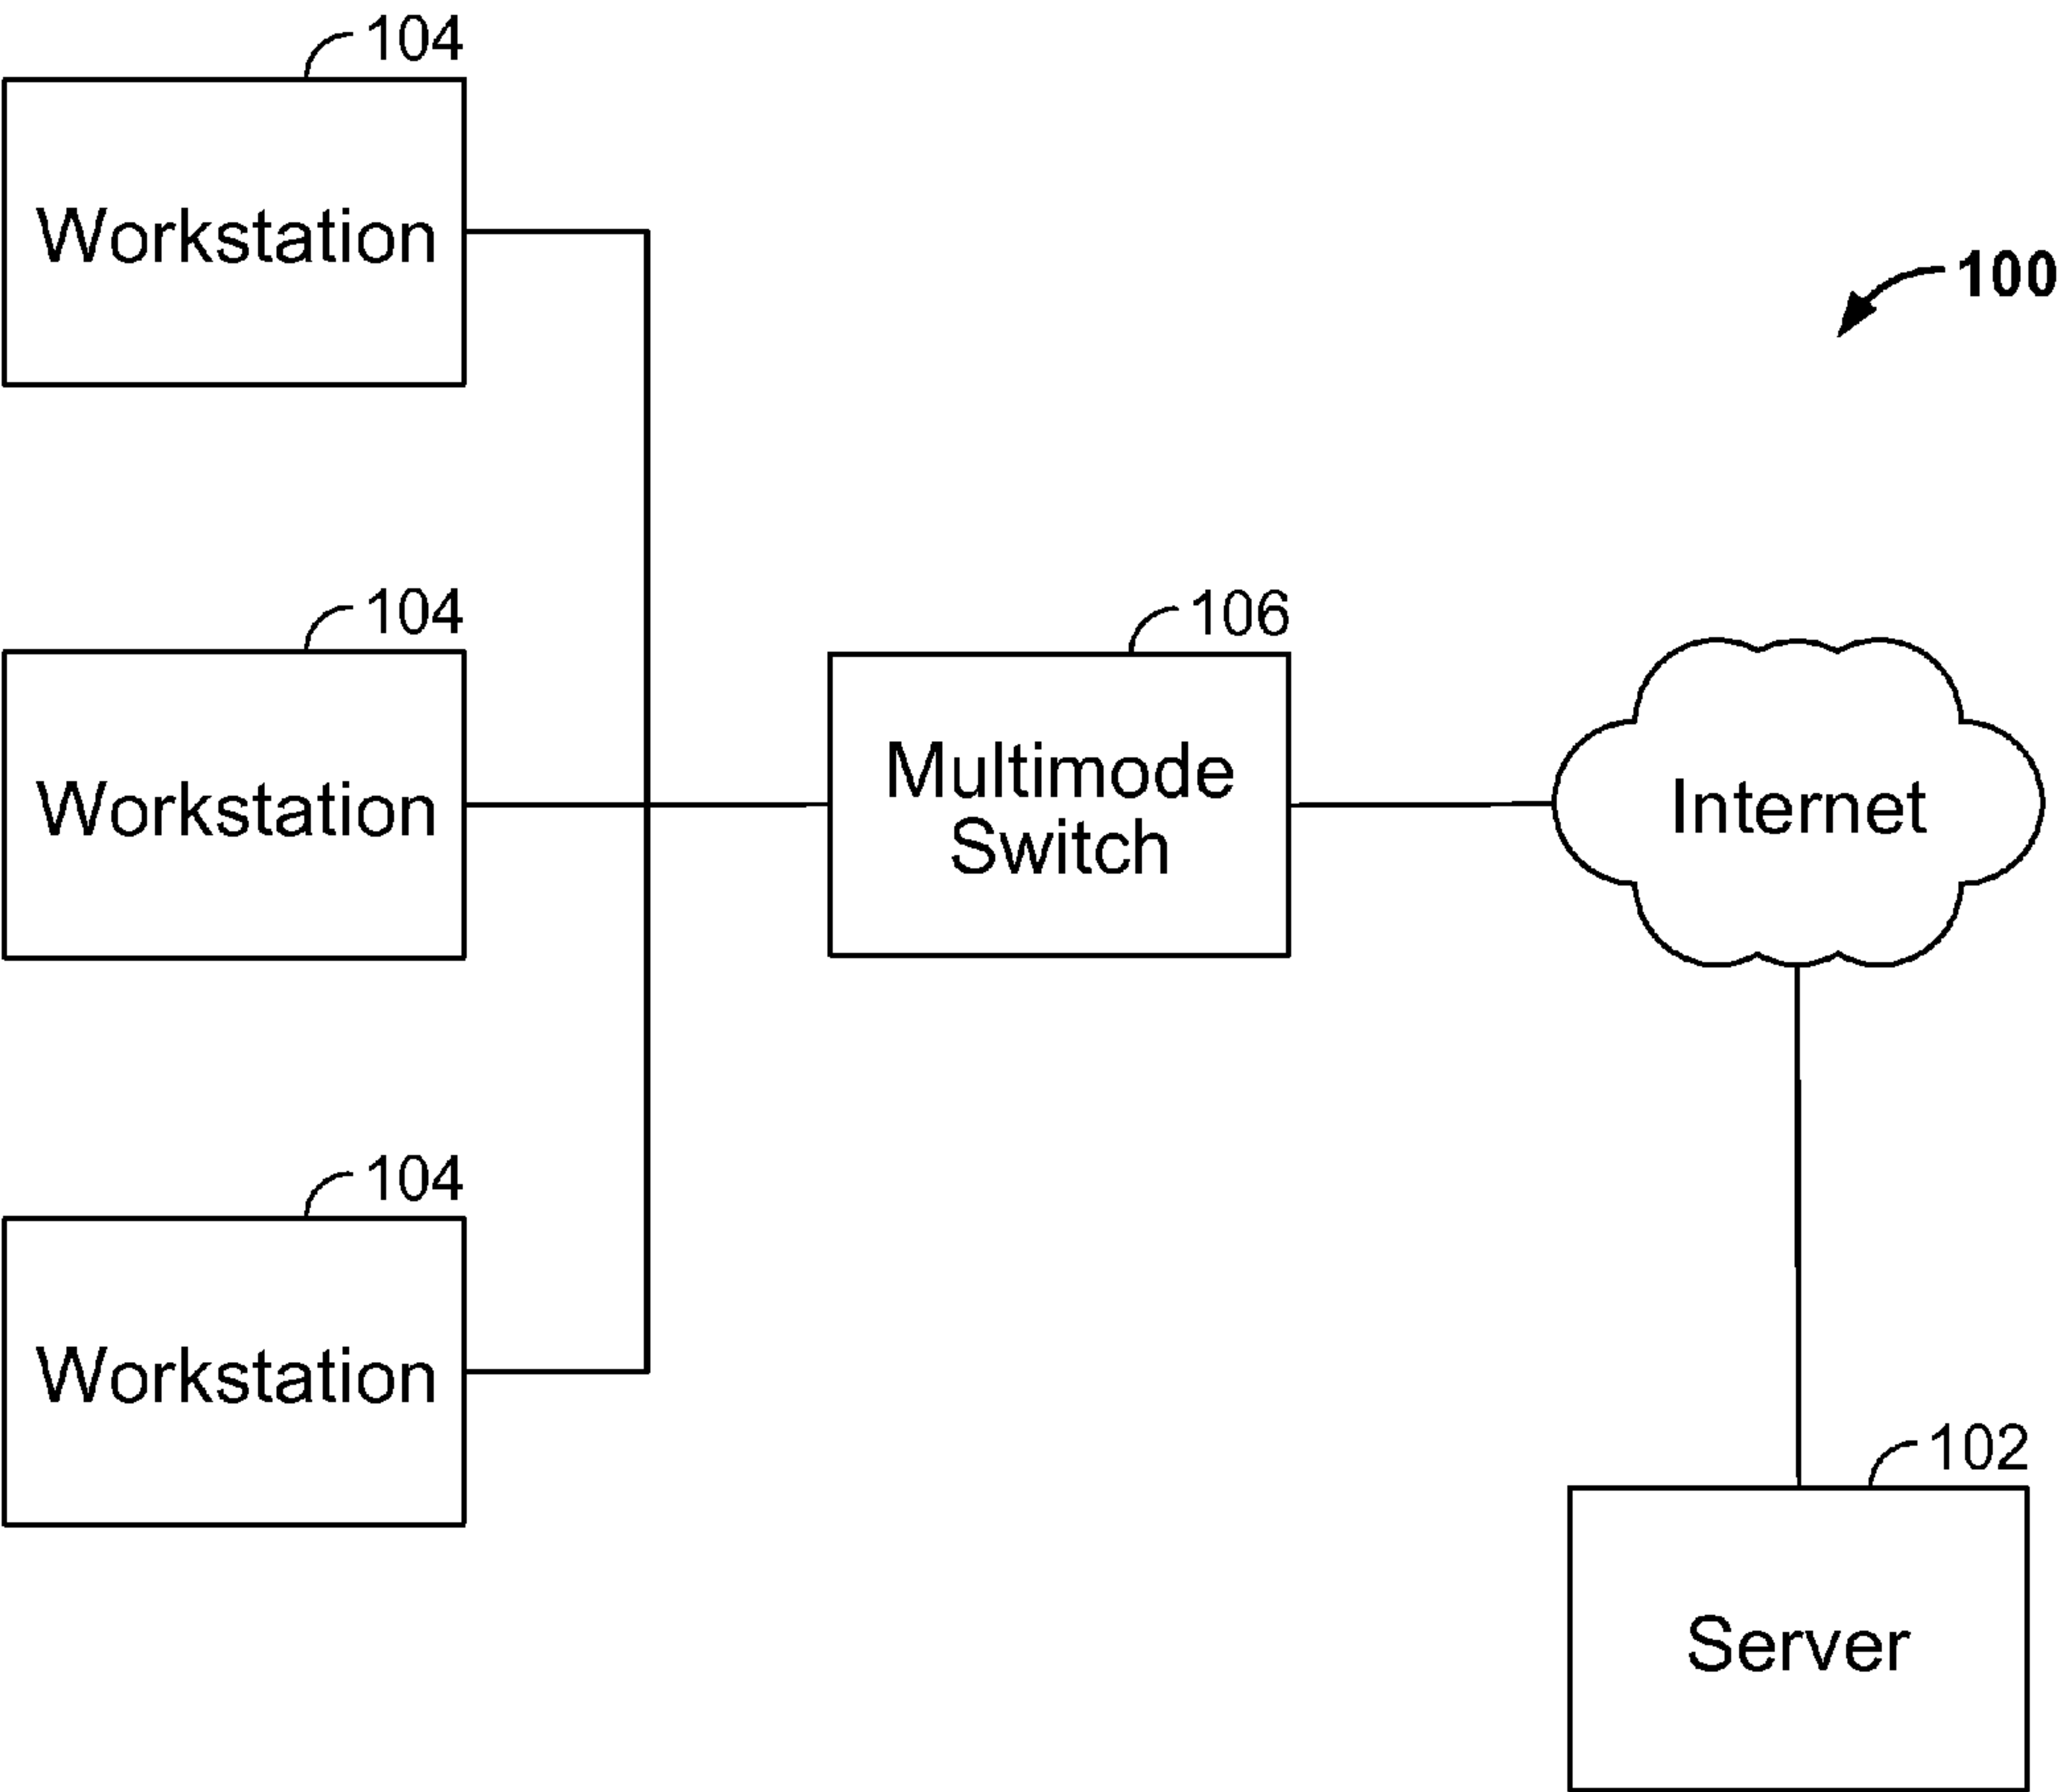 104
Workstation
100
104
Workstation
106
Multimode
Switch
Internet
104
Workstation
102
Server